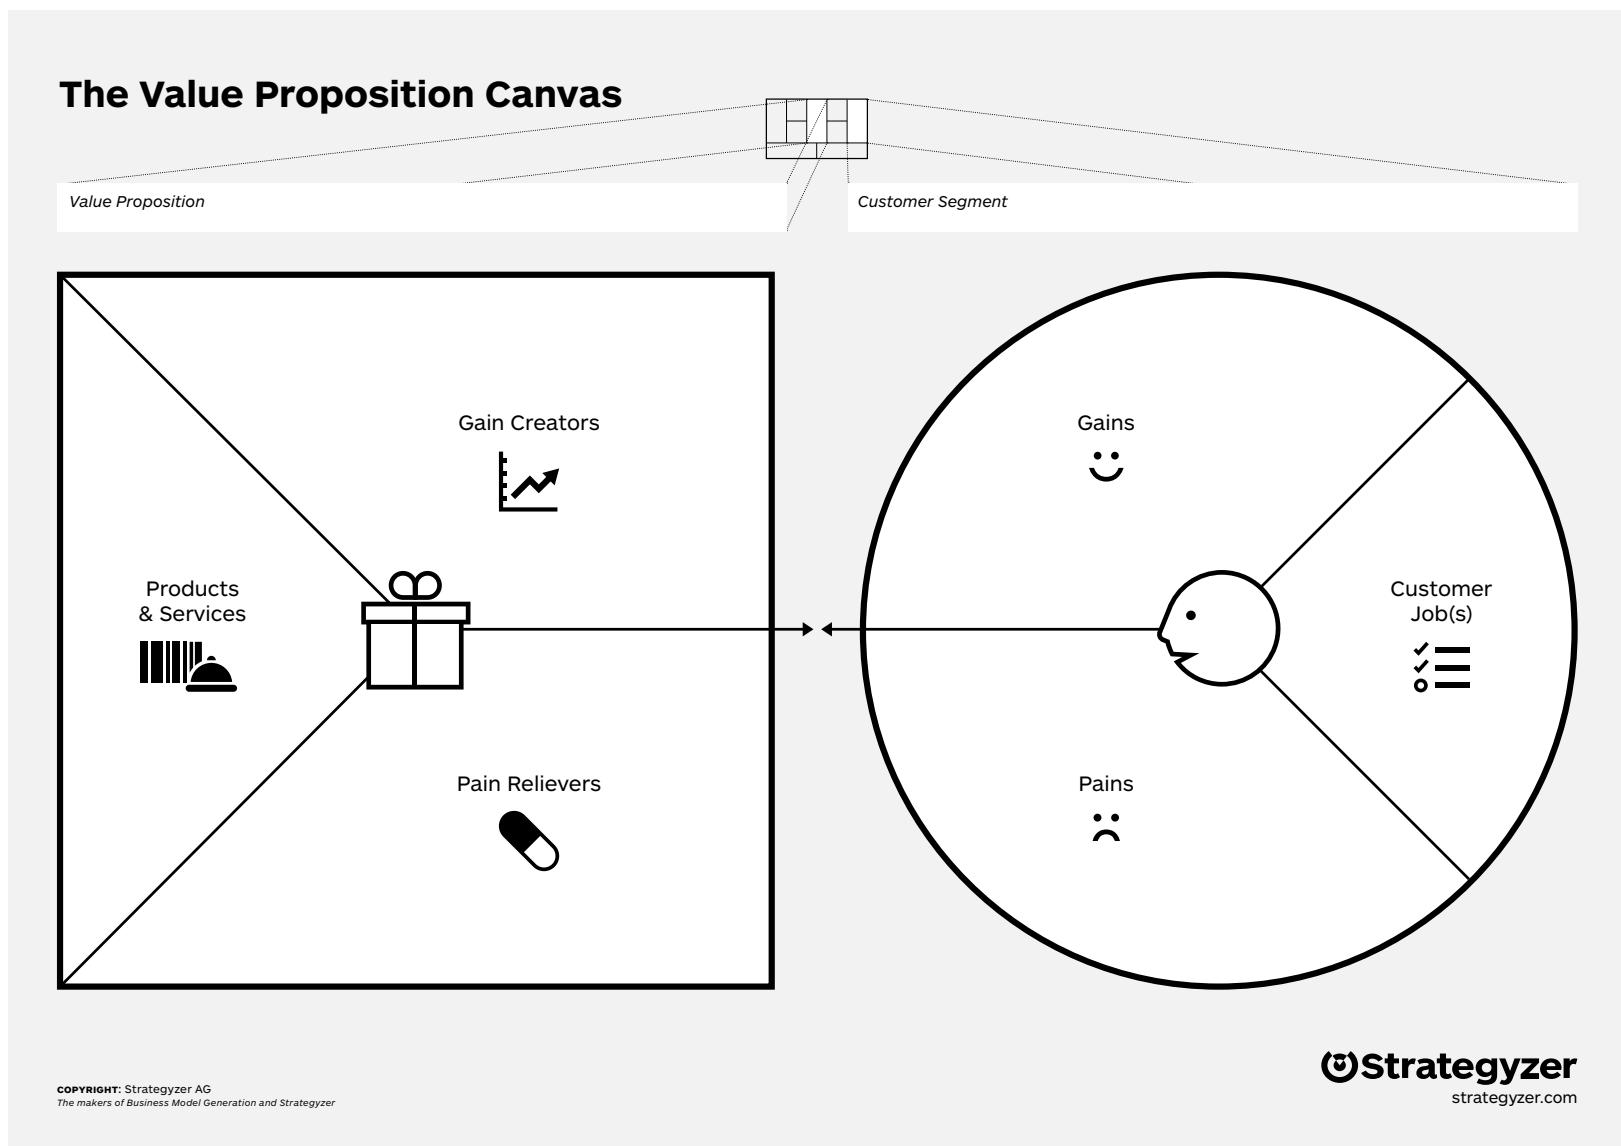 The Value Proposition Canvas
Value Proposition
Customer Segment
Gain Creators
Gains
Products
& Services
Customer
Job(s)
Pain Relievers
Pains
COPYRIGHT: Strategyzer AG
The makers of Business Model Generation and Strategyzer
Strategyzer
strategyzer.com